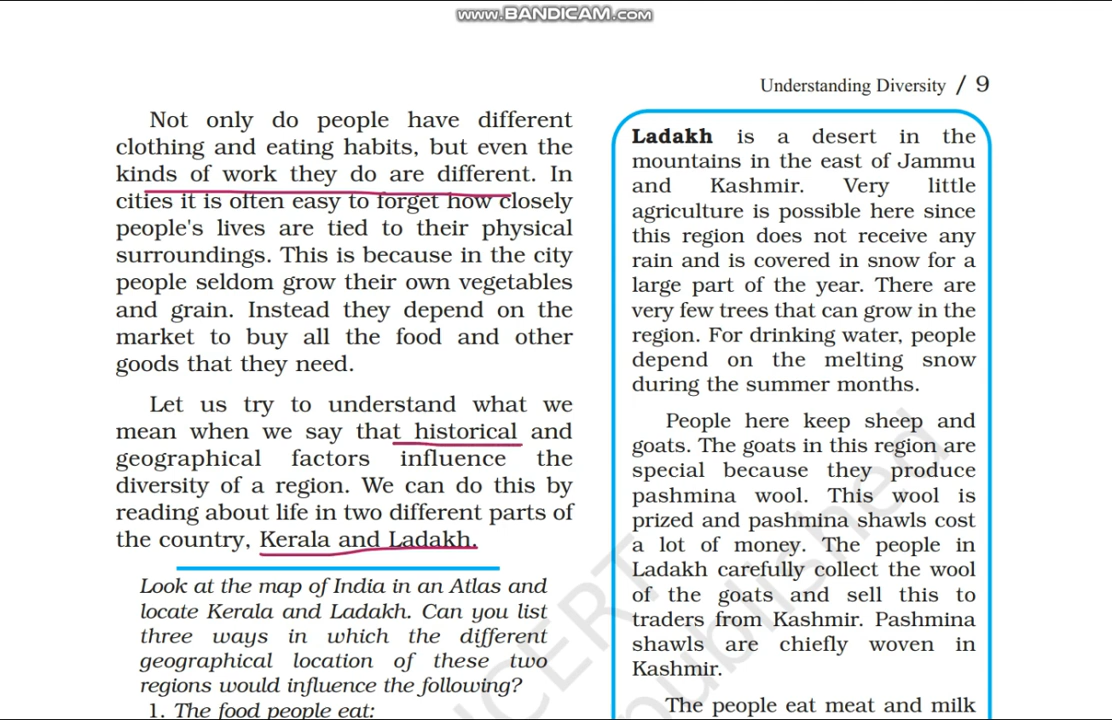 www.BANDICAM.com
Understanding Diversity / 9
Not only do people have different
clothing and eating habits, but even the
kinds of work they do are different. In
cities it is often easy to forget how closely
people's lives are tied to their physical
surroundings. This is because in the city
people seldom grow their own vegetables
and grain. Instead they depend on the
market to buy all the food and other
goods that they need.
Let us try to understand what we
mean when we say that historical and
geographical factors influence the
diversity of a region. We can do this by
reading about life in two different parts of
the country, Kerala and Ladakh.
Look at the map of India in an Atlas and
locate Kerala and Ladakh. Can you list
three ways in which the different
geographical location of these two
regions would influence the following?
1. The food people eat:
Ladakh is a desert in the
mountains in the east of Jammu
and Kashmir. Very little
agriculture is possible here since
this region does not receive any
rain and is covered in snow for a
large part of the year. There are
very few trees that can grow in the
region. For drinking water, people
depend on the melting snow
during the summer months.
People here keep sheep and
goats. The goats in this region are
special because they produce
pashmina wool. This wool is
prized and pashmina shawls cost
a lot of money. The people in
Ladakh carefully collect the wool
of the goats and sell this to
traders from Kashmir. Pashmina
shawls are chiefly woven in
Kashmir.
The people eat meat and milk
NCERT
published